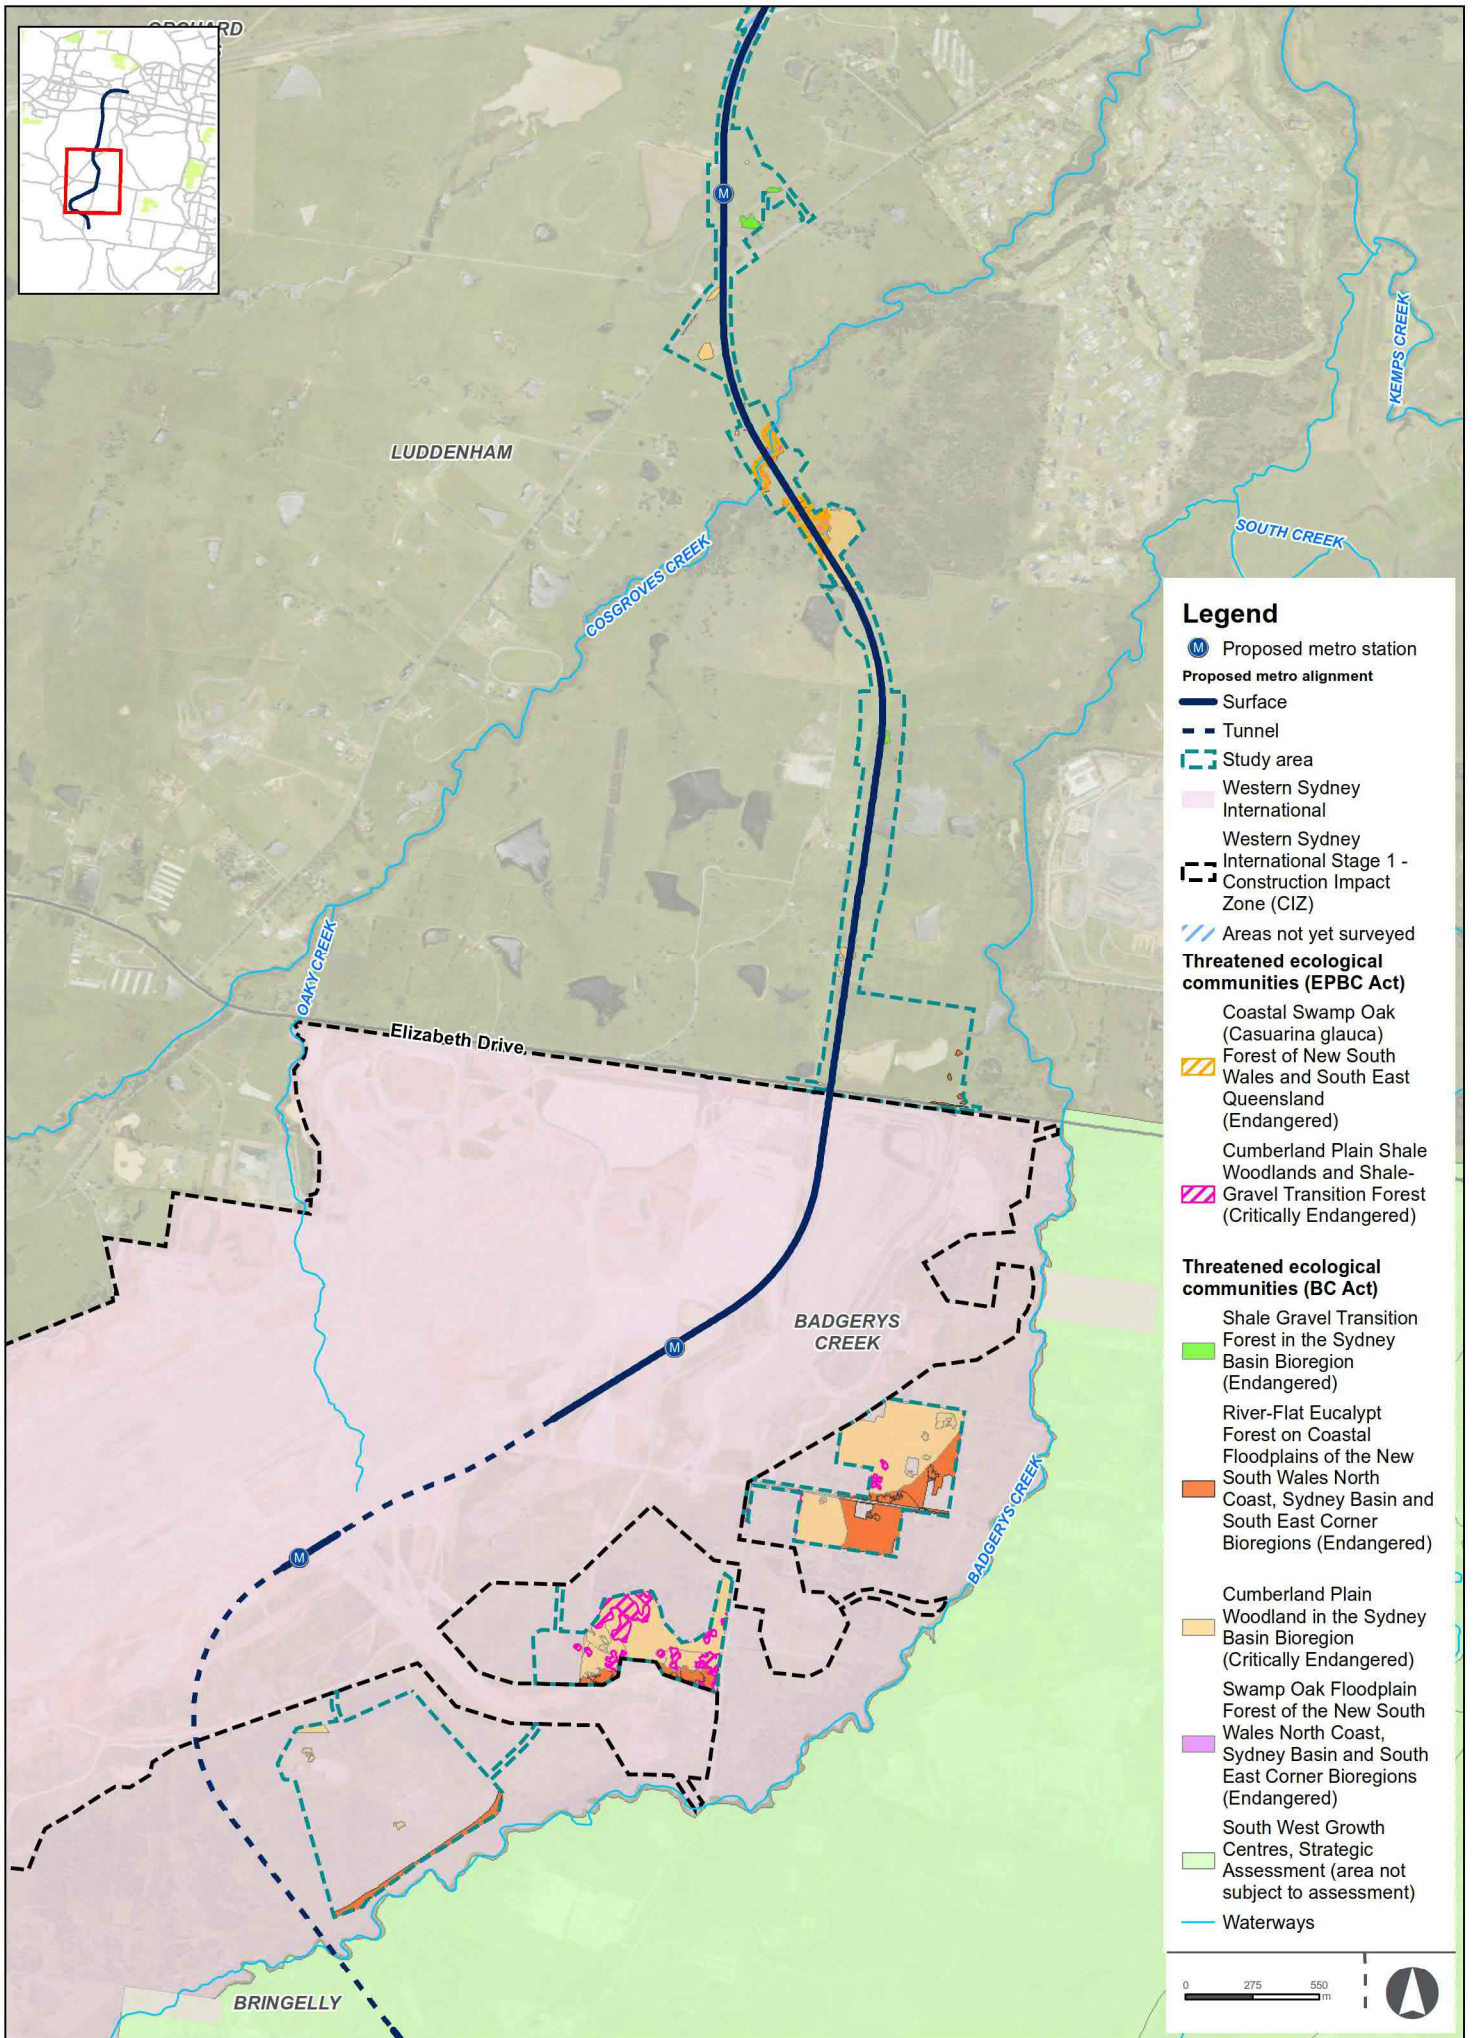 ORCHARD
M
LUDDENHAM
KEMPS CREEK
SOUTH CREEK
COSGROVES CREEK
OAKY CREEK
Elizabeth Drive
BADGERYS
CREEK
M
M
BADGERYS CREEK
BRINGELLY
Legend
M Proposed metro station
Proposed metro alignment
Surface
Tunnel
Study area
Western Sydney
International
Western Sydney
International Stage 1 -
Construction Impact
Zone (CIZ)
Areas not yet surveyed
Threatened ecological
communities (EPBC Act)
Coastal Swamp Oak
(Casuarina glauca)
Forest of New South
Wales and South East
Queensland
(Endangered)
Cumberland Plain Shale
Woodlands and Shale-
Gravel Transition Forest
(Critically Endangered)
Threatened ecological
communities (BC Act)
Shale Gravel Transition
Forest in the Sydney
Basin Bioregion
(Endangered)
River-Flat Eucalypt
Forest on Coastal
Floodplains of the New
South Wales North
Coast, Sydney Basin and
South East Corner
Bioregions (Endangered)
Cumberland Plain
Woodland in the Sydney
Basin Bioregion
(Critically Endangered)
Swamp Oak Floodplain
Forest of the New South
Wales North Coast,
Sydney Basin and South
East Corner Bioregions
(Endangered)
South West Growth
Centres, Strategic
Assessment (area not
subject to assessment)
Waterways
0 275 550
m